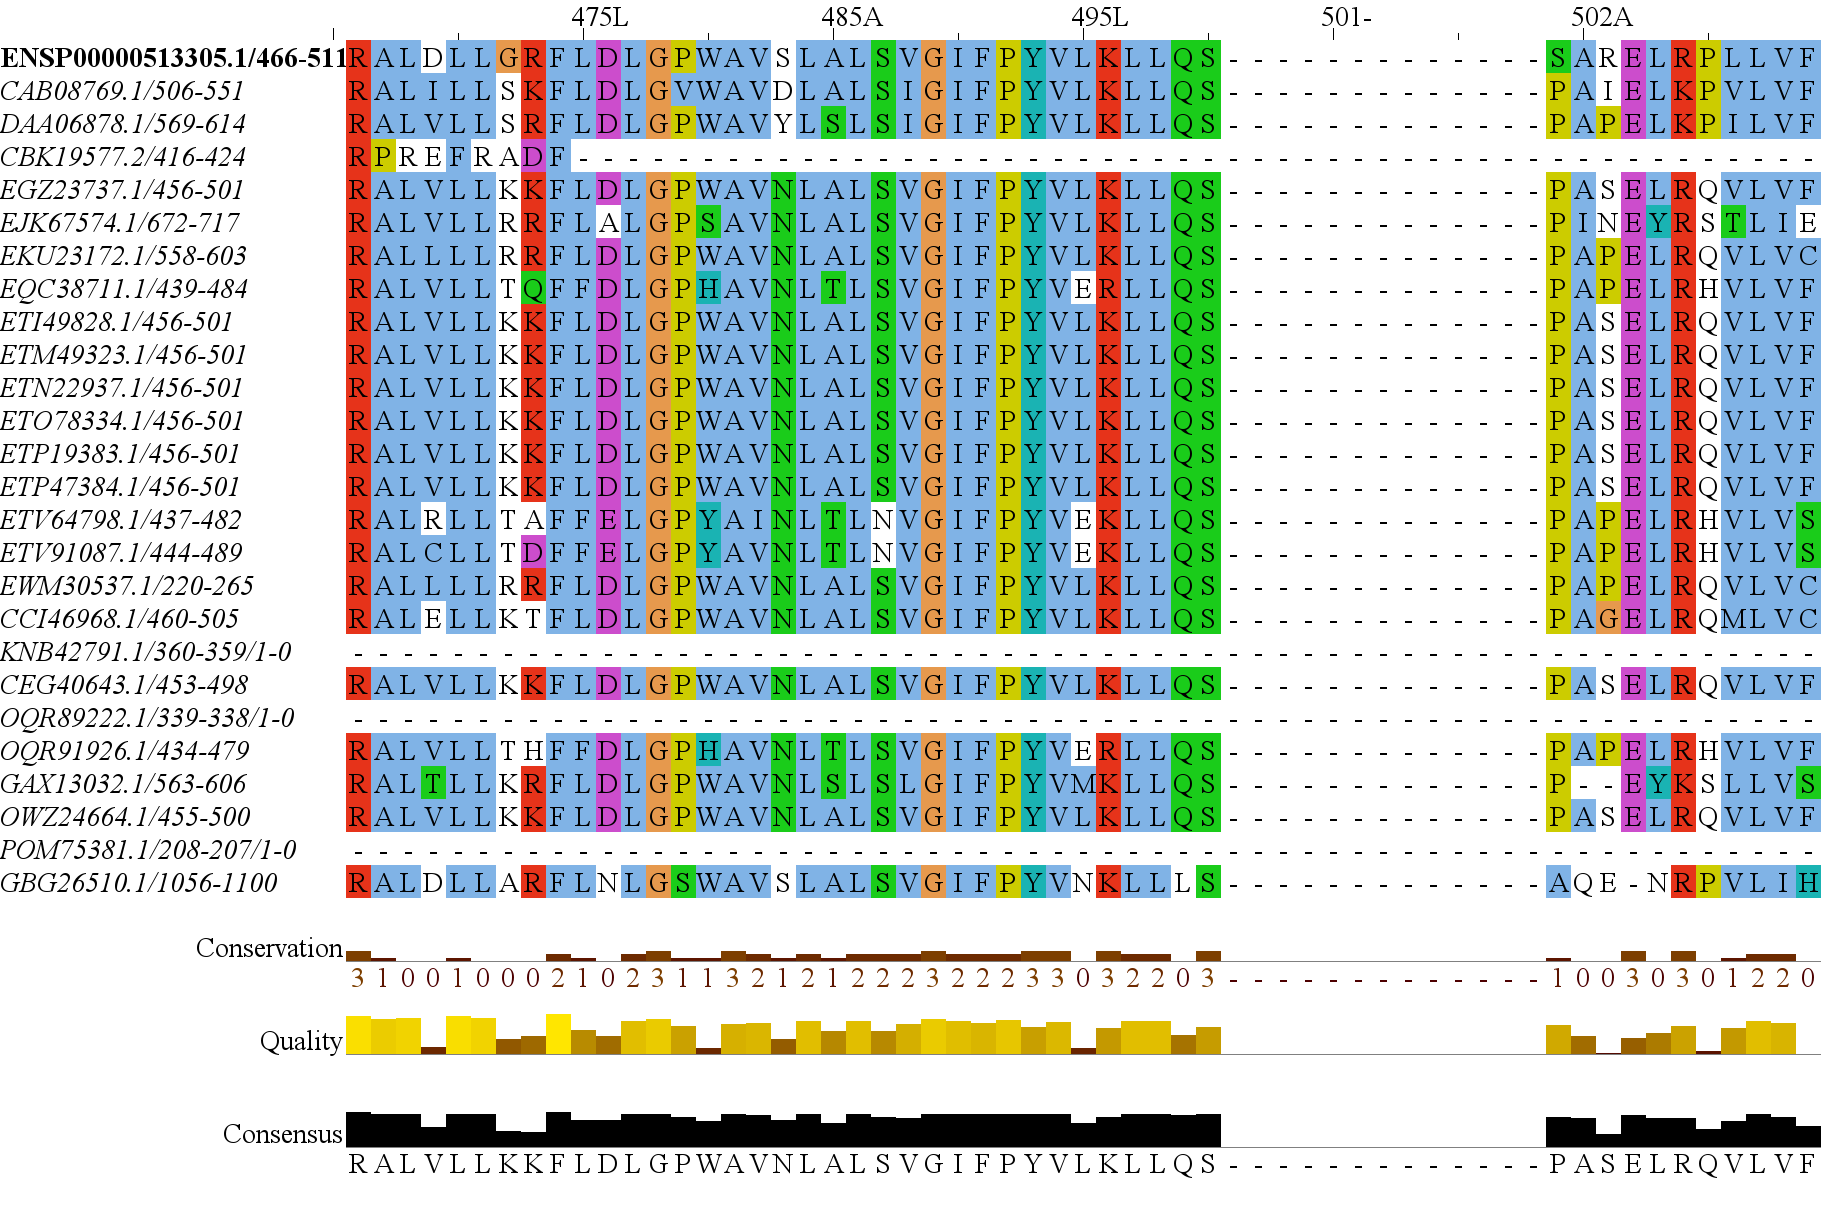 475L 485A 495L 501- 502A
ENSP00000513305.1/466-511 RALDLLGRFLDLGPWAVSLALSVGIFPYVLKLLQS-------------SARELRPLLVF
CAB08769.1/506-551 RALILLSKFLDLGVWAVDLALSIGIFPYVLKLLQS-------------PAIELKPVLVF
DAA06878.1/569-614 RALVLLSRFLDLGPWAVYLSLSIGIFPYVLKLLQS-------------PAPELKPILVF
CBK19577.2/416-424 RPREFRADF--------------------------------------------------
EGZ23737.1/456-501 RALVLLKKFLDLGPWAVNLALSVGIFPYVLKLLQS-------------PASELRQVLVF
EJK67574.1/672-717 RALVLLRRFLALGPSAVNLALSVGIFPYVLKLLQS-------------PINEYRSTLIE
EKU23172.1/558-603 RALLLLRRFLDLGPWAVNLALSVGIFPYVLKLLQS-------------PAPELRQVLVC
EQC38711.1/439-484 RALVLLTQFFDLGPHAVNLTLSVGIFPYVERLLQS-------------PAPELRHVLVF
ETI49828.1/456-501 RALVLLKKFLDLGPWAVNLALSVGIFPYVLKLLQS-------------PASELRQVLVF
ETM49323.1/456-501 RALVLLKKFLDLGPWAVNLALSVGIFPYVLKLLQS-------------PASELRQVLVF
ETN22937.1/456-501 RALVLLKKFLDLGPWAVNLALSVGIFPYVLKLLQS-------------PASELRQVLVF
ETO78334.1/456-501 RALVLLKKFLDLGPWAVNLALSVGIFPYVLKLLQS-------------PASELRQVLVF
ETP19383.1/456-501 RALVLLKKFLDLGPWAVNLALSVGIFPYVLKLLQS-------------PASELRQVLVF
ETP47384.1/456-501 RALVLLKKFLDLGPWAVNLALSVGIFPYVLKLLQS-------------PASELRQVLVF
ETV64798.1/437-482 RALRLLTAFFELGPYAINLTLNVGIFPYVEKLLQS-------------PAPELRHVLVS
ETV91087.1/444-489 RALCLLTDFFELGPYAVNLTLNVGIFPYVEKLLQS-------------PAPELRHVLVS
EWM30537.1/220-265 RALLLLRRFLDLGPWAVNLALSVGIFPYVLKLLQS-------------PAPELRQVLVC
CCI46968.1/460-505 RALELLKTFLDLGPWAVNLALSVGIFPYVLKLLQS-------------PAGELRQMLVC
KNB42791.1/360-359/1-0 -----------------------------------------------------------
CEG40643.1/453-498 RALVLLKKFLDLGPWAVNLALSVGIFPYVLKLLQS-------------PASELRQVLVF
OQR89222.1/339-338/1-0 -----------------------------------------------------------
OQR91926.1/434-479 RALVLLTHFFDLGPHAVNLTLSVGIFPYVERLLQS-------------PAPELRHVLVF
GAX13032.1/563-606 RALTLLKRFLDLGPWAVNLSLSLGIFPYVMKLLQS-------------P--EYKSLLVS
OWZ24664.1/455-500 RALVLLKKFLDLGPWAVNLALSVGIFPYVLKLLQS-------------PASELRQVLVF
POM75381.1/208-207/1-0 -----------------------------------------------------------
GBG26510.1/1056-1100 RALDLLARFLNLGSWAVSLALSVGIFPYVNKLLLS-------------AQE-NRPVLIH
Conservation
31001000210231132121222322233032203-------------10030301220
Quality
Consensus
RALVLLKKFLDLGPWAVNLALSVGIFPYVLKLLQS-------------PASELRQVLVF